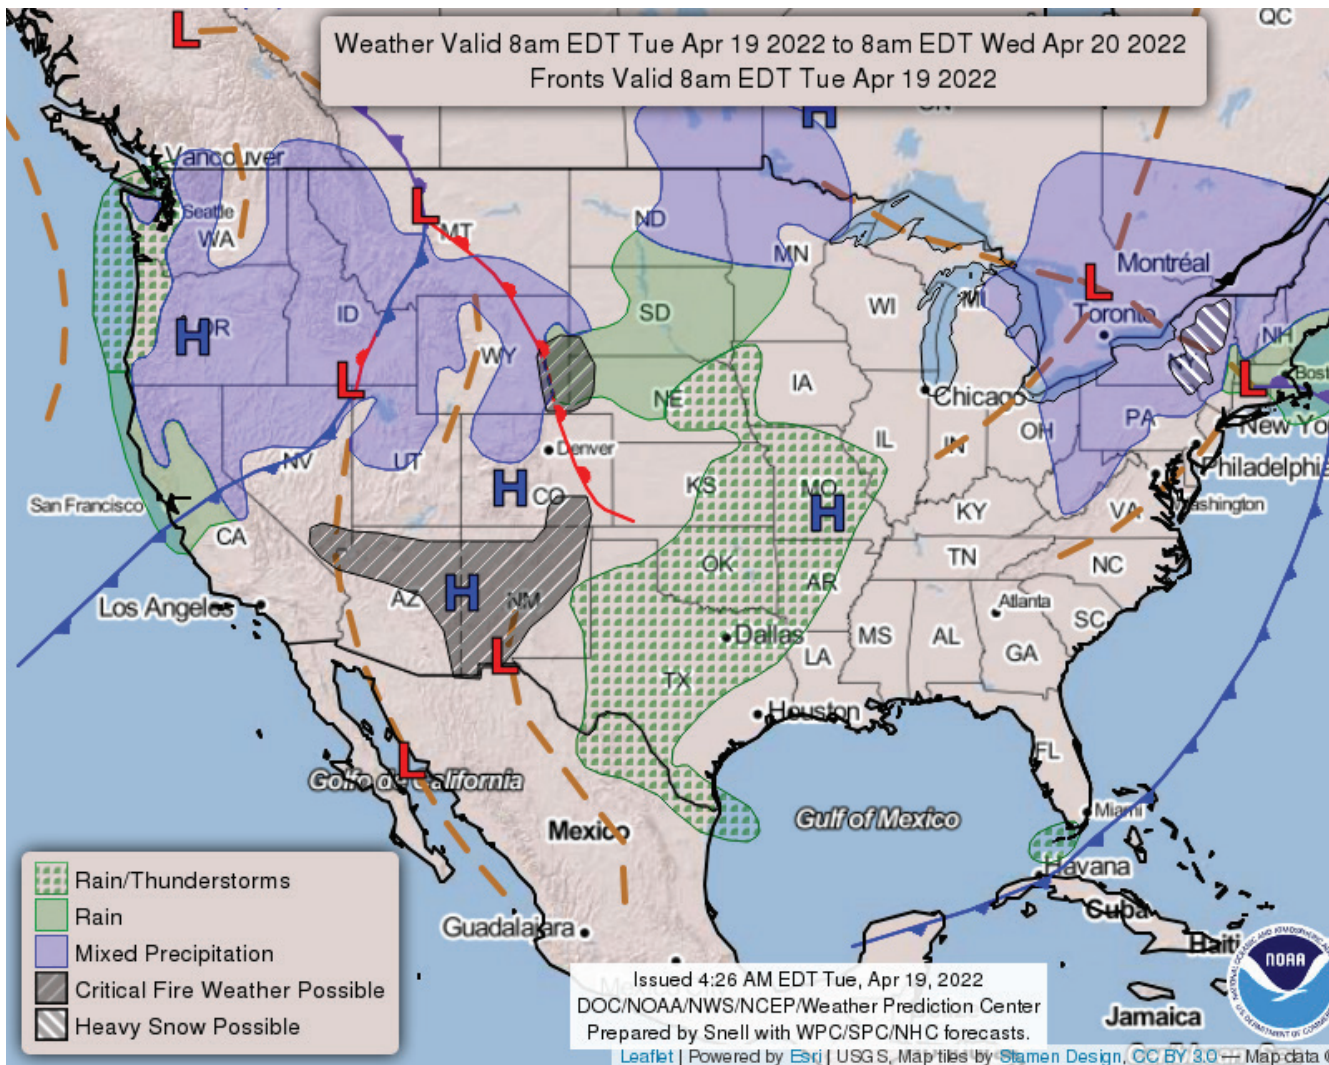 QC
L
Weather Valid 8am EDT Tue Apr 19 2022 to 8am EDT Wed Apr 20 2022
Fronts Valid 8am EDT Tue Apr 19 2022
H
Vancouver
Seattle
WA
L
MT
ND
MN
L
Montréal
MI
Toronto
H
OR
ID
SD
WI
NH
WY
L
NE
IA
Chicago
L
Bost
NV
UT
Denver
IL
IN
OH
PA
New Yor
Philadelphia
San Francisco
CA
H
CO
KS
MO
H
KY
VA
Washington
OK
TN
NC
Los Angeles
AZ
H
NM
AR
Atlanta
SC
L
Dallas
LA
MS
AL
GA
TX
Houston
FL
L
Golfo de California
Mexico
Gulf of Mexico
Miami
Havana
Cuba
Haiti
Guadalajara
Jamaica
NOAA
Rain/Thunderstorms
Rain
Mixed Precipitation
Critical Fire Weather Possible
Heavy Snow Possible
Issued 4:26 AM EDT Tue, Apr 19, 2022
DOC/NOAA/NWS/NCEP/Weather Prediction Center
Prepared by Snell with WPC/SPC/NHC forecasts.
Leaflet | Powered by Esri | USGS, Map tiles by Stamen Design, CC BY 3.0 — Map data ©